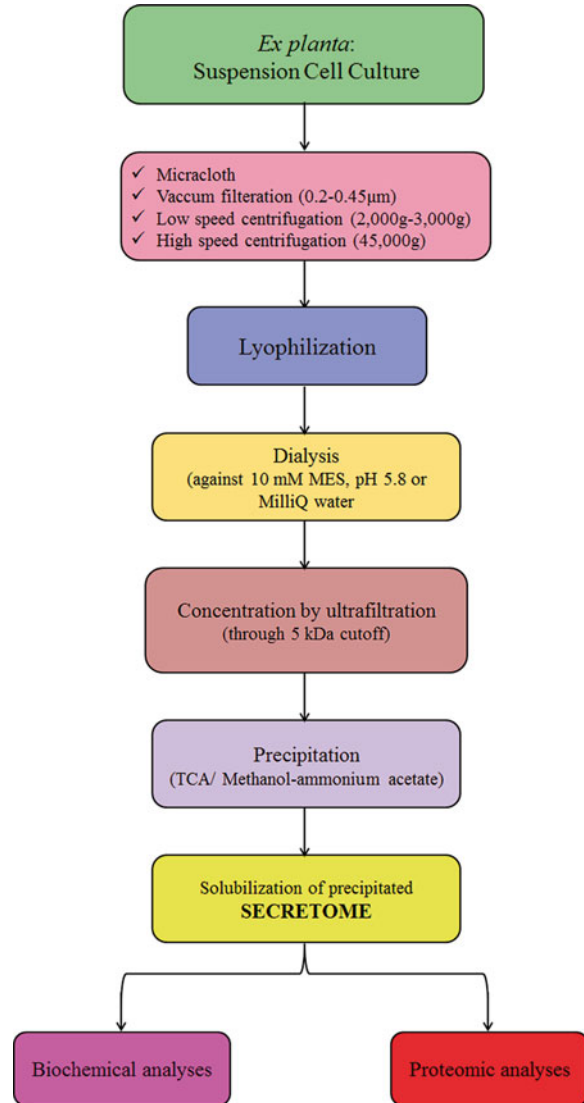 Ex planta:
Suspension Cell Culture
✓ Micracloth
✓ Vaccum filteration (0.2-0.45μm)
✓ Low speed centrifugation (2,000g-3,000g)
✓ High speed centrifugation (45,000g)
Lyophilization
Dialysis
(against 10 mM MES, pH 5.8 or
MilliQ water
Concentration by ultrafiltration
(through 5 kDa cutoff)
Precipitation
(TCA/ Methanol-ammonium acetate)
Solubilization of precipitated
SECRETOME
Biochemical analyses
Proteomic analyses